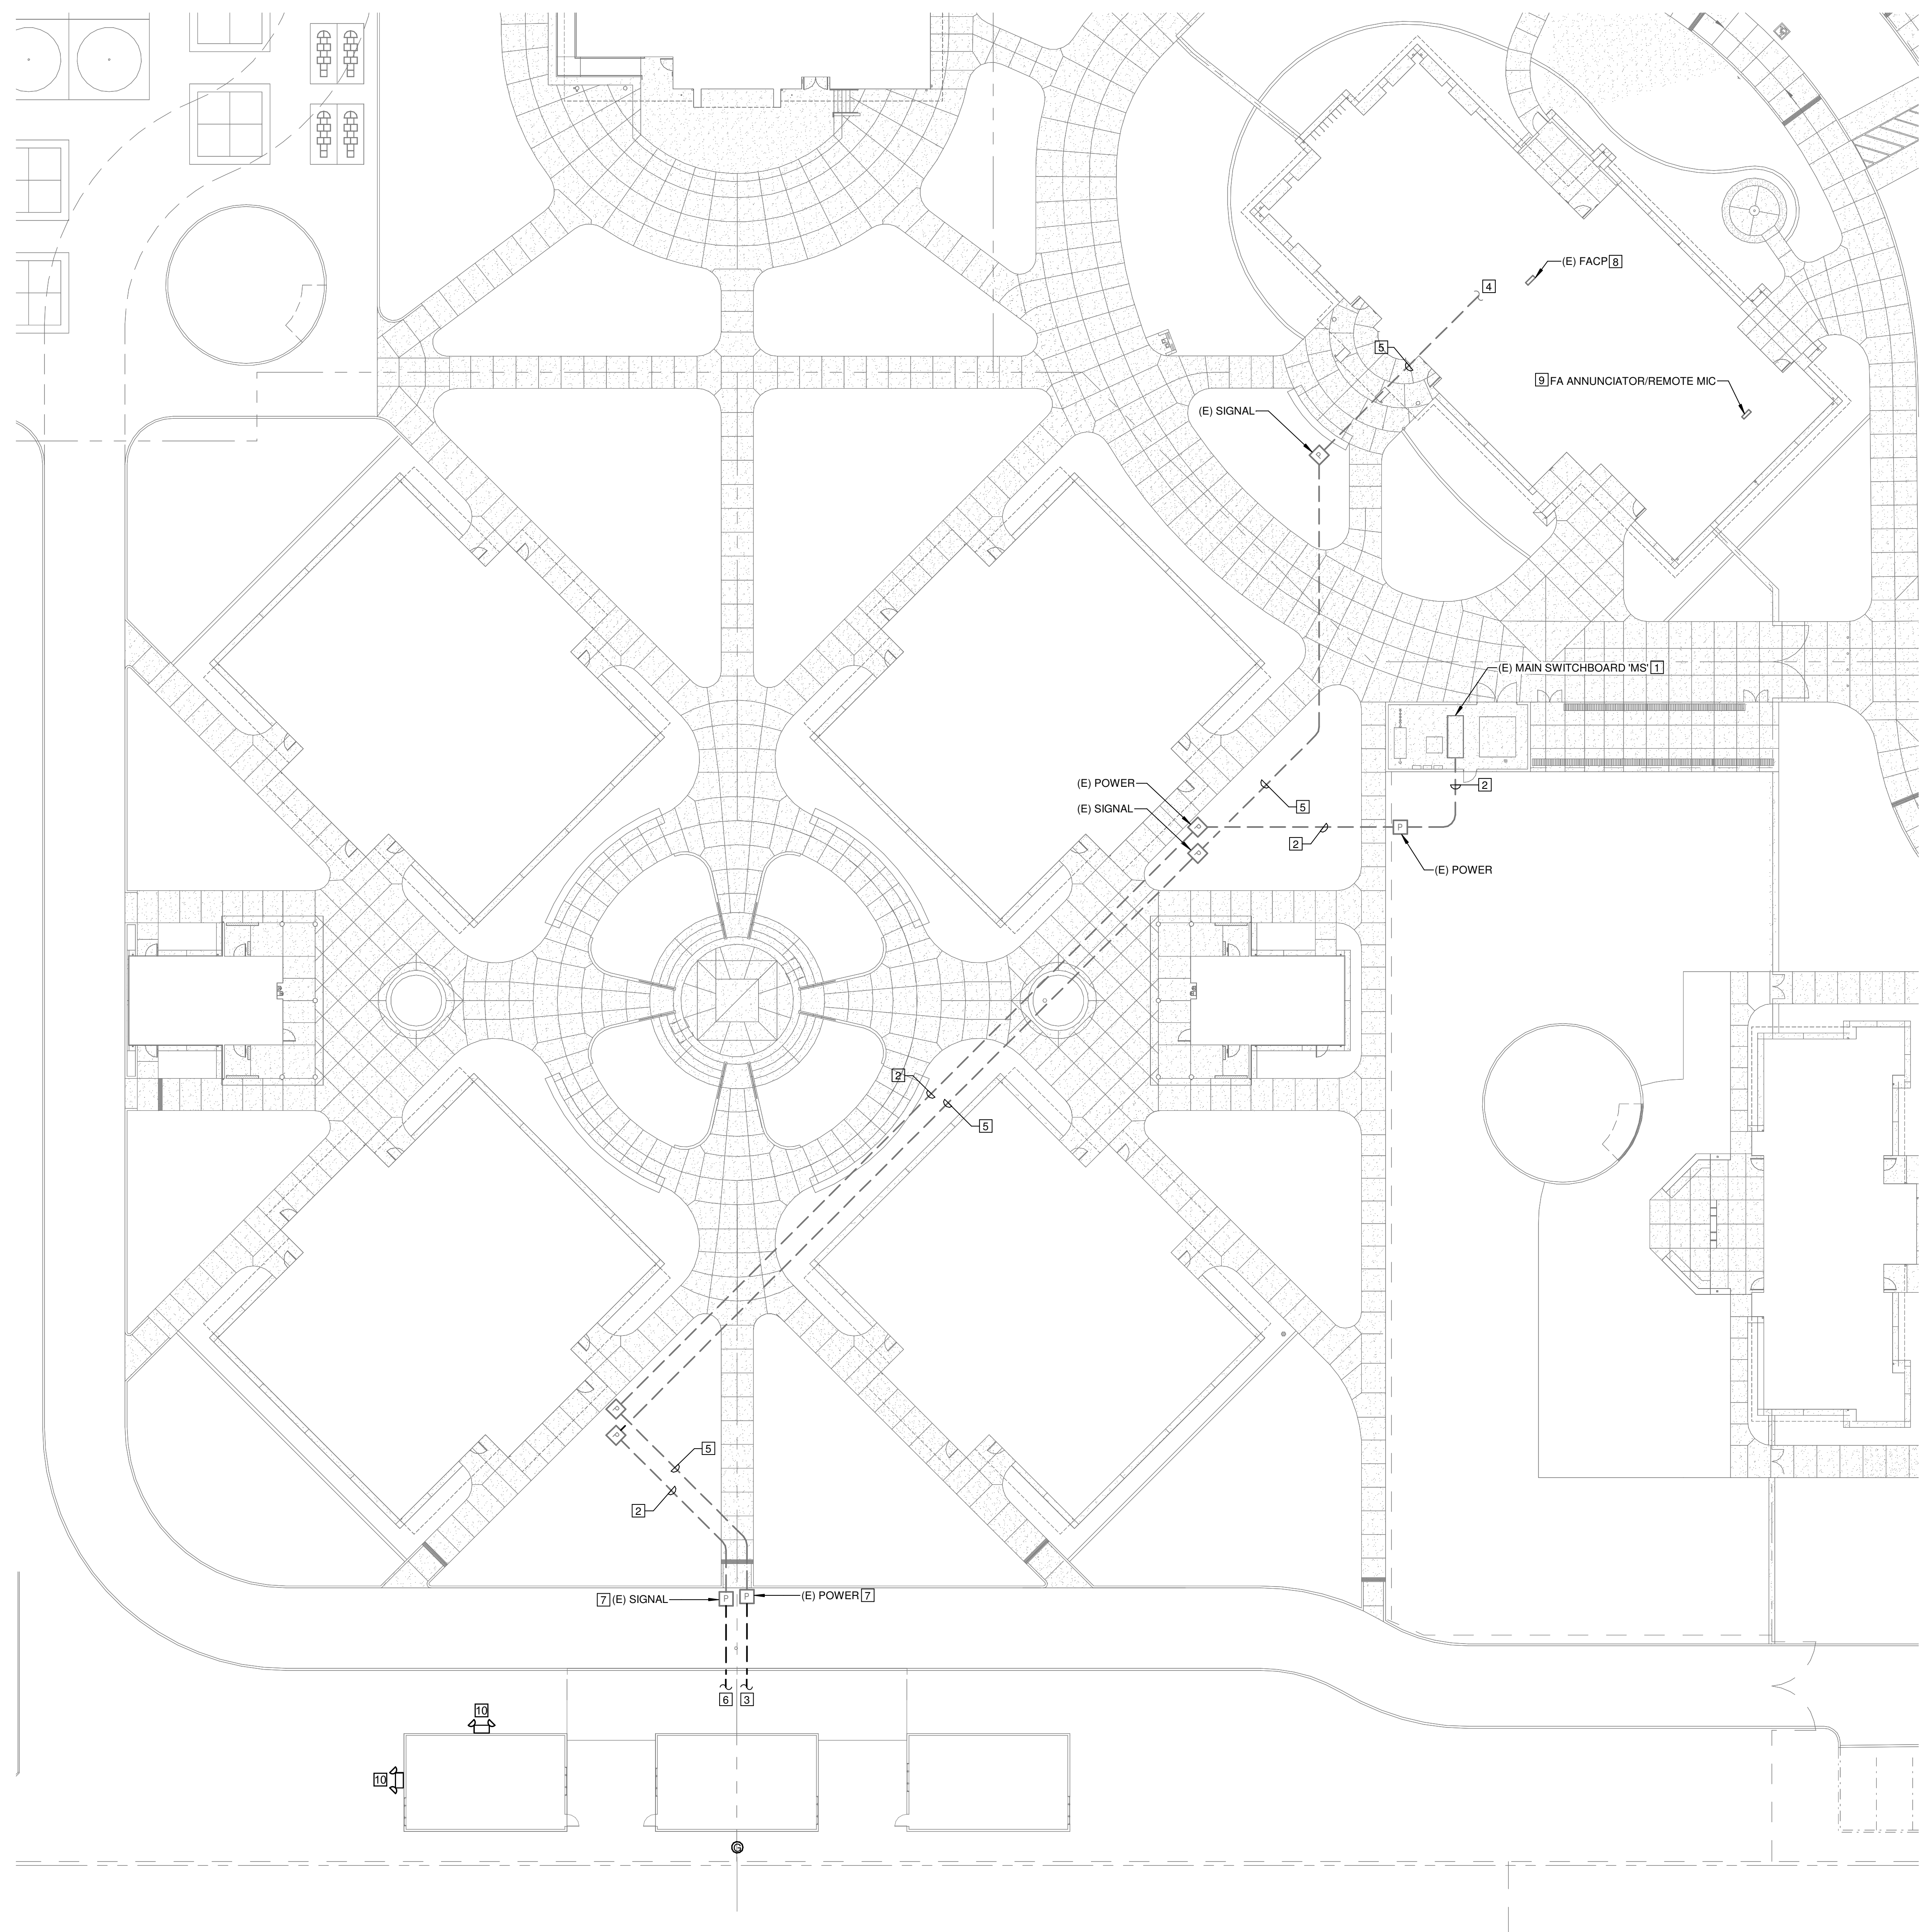 (E) FACP 8
4
5
9 FA ANNUNCIATOR/REMOTE MIC
(E) SIGNAL
P
(E) MAIN SWITCHBOARD 'MS' 1
(E) POWER
2
(E) SIGNAL
5
P
P
2
P
(E) POWER
2
5
P
P
5
2
7 (E) SIGNAL
P
P
(E) POWER 7
6
3
10
10
G